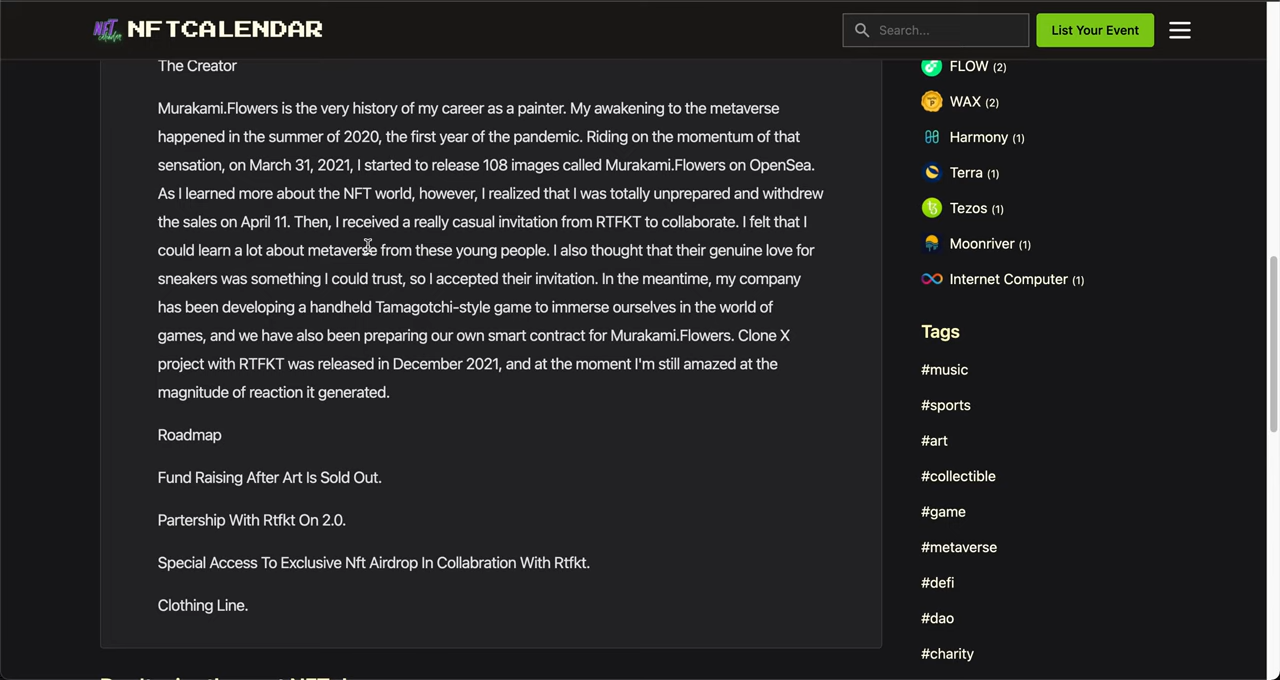 NFT calendar NFTCALENDAR
Search...
List Your Event
The Creator
Murakami.Flowers is the very history of my career as a painter. My awakening to the metaverse
happened in the summer of 2020, the first year of the pandemic. Riding on the momentum of that
sensation, on March 31, 2021, I started to release 108 images called Murakami.Flowers on OpenSea.
As I learned more about the NFT world, however, I realized that I was totally unprepared and withdrew
the sales on April 11. Then, I received a really casual invitation from RTFKT to collaborate. I felt that I
could learn a lot about metaverse from these young people. I also thought that their genuine love for
sneakers was something I could trust, so I accepted their invitation. In the meantime, my company
has been developing a handheld Tamagotchi-style game to immerse ourselves in the world of
games, and we have also been preparing our own smart contract for Murakami.Flowers. Clone X
project with RTFKT was released in December 2021, and at the moment I'm still amazed at the
magnitude of reaction it generated.
Roadmap
Fund Raising After Art Is Sold Out.
Partership With Rtfkt On 2.0.
Special Access To Exclusive Nft Airdrop In Collabration With Rtfkt.
Clothing Line.
FLOW (2)
WAX (2)
Harmony (1)
Terra (1)
Tezos (1)
Moonriver (1)
Internet Computer (1)
Tags
#music
#sports
#art
#collectible
#game
#metaverse
#defi
#dao
#charity